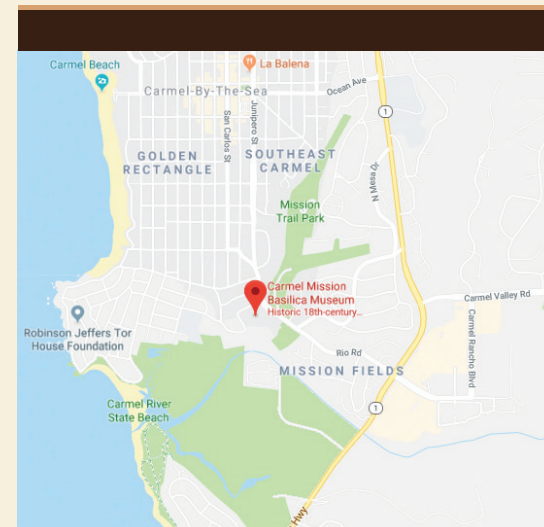 Carmel Beach
La Balena
Carmel-By-The-Sea
Ocean Ave
1
San Carlos St
Junipero St
GOLDEN
RECTANGLE
SOUTHEAST
CARMEL
Mission
Trail Park
Carmel Mission
Basilica Museum
Historic 18th-century...
Carmel Valley Rd
Carmel Rancho Blvd
Robinson Jeffers Tor
House Foundation
Rio Rd
MISSION FIELDS
Carmel River
State Beach
1
Hwy